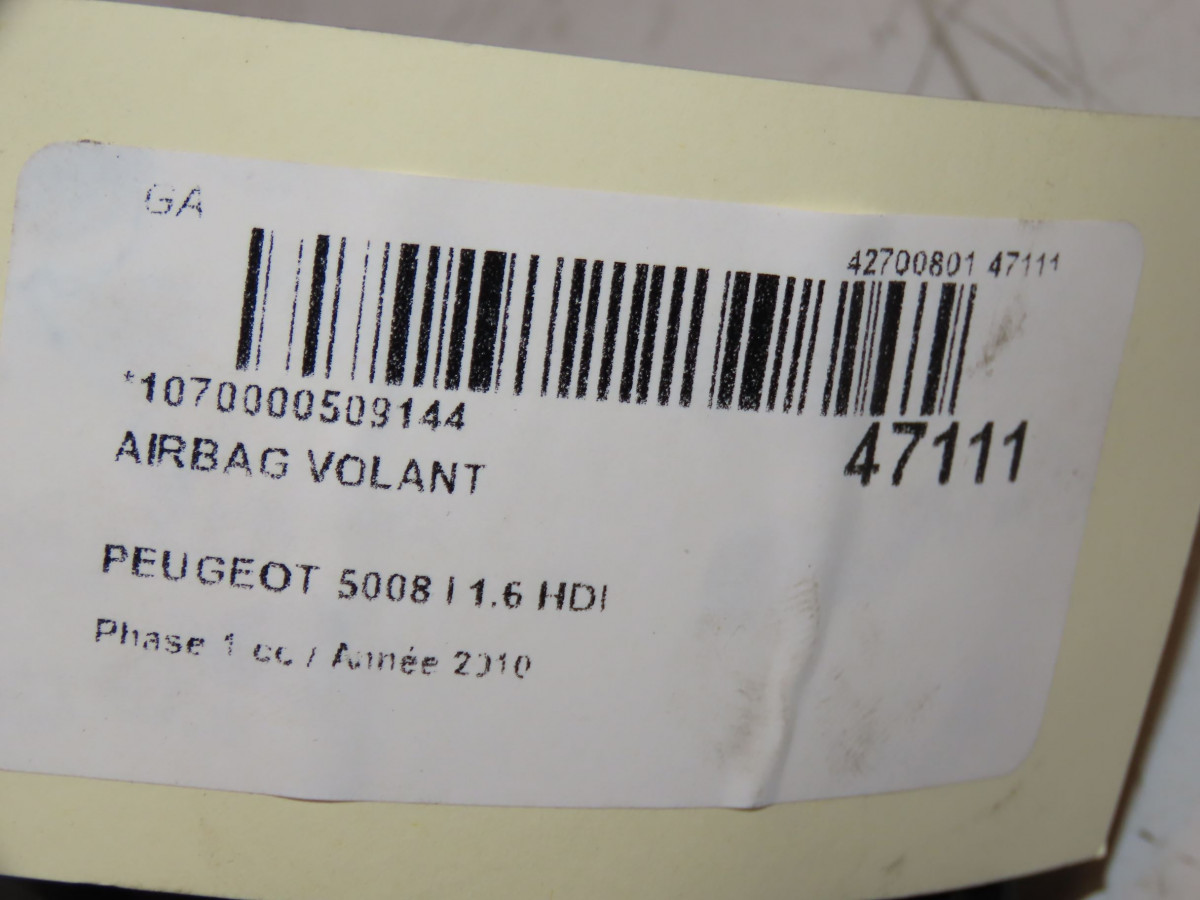 GA
42700801 47111
*1070000509144
47111
AIRBAG VOLANT
PEUGEOT 5008 I 1.6 HDI
Phase 1 cc / Année 2010